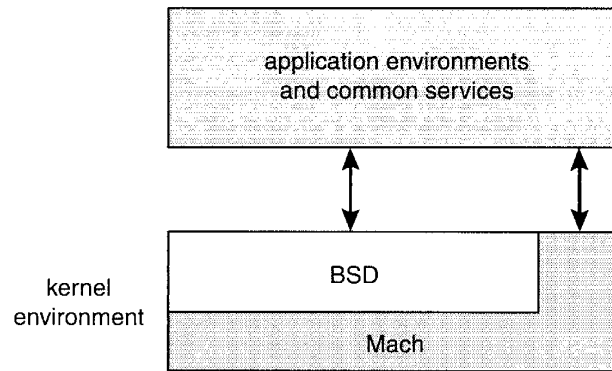 application environments
and common services
BSD
kernel
environment
Mach